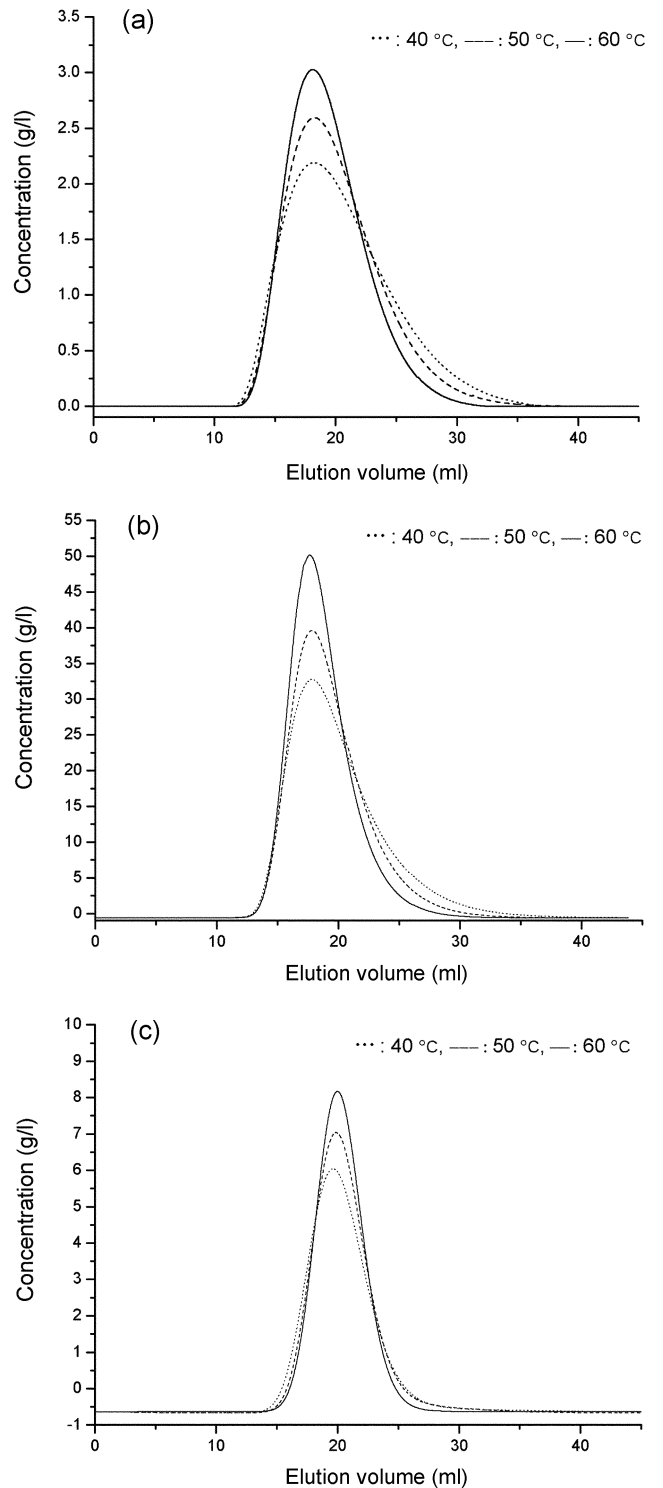 (a)
··· : 40 °C, --- : 50 °C, — : 60 °C
3.5
3.0
2.5
2.0
1.5
1.0
0.5
0.0
Concentration (g/l)
0 10 20 30 40
Elution volume (ml)
(b)
··· : 40 °C, --- : 50 °C, — : 60 °C
55
50
45
40
35
30
25
20
15
10
5
0
Concentration (g/l)
0 10 20 30 40
Elution volume (ml)
(c)
··· : 40 °C, --- : 50 °C, — : 60 °C
10
9
8
7
6
5
4
3
2
1
0
-1
Concentration (g/l)
0 10 20 30 40
Elution volume (ml)